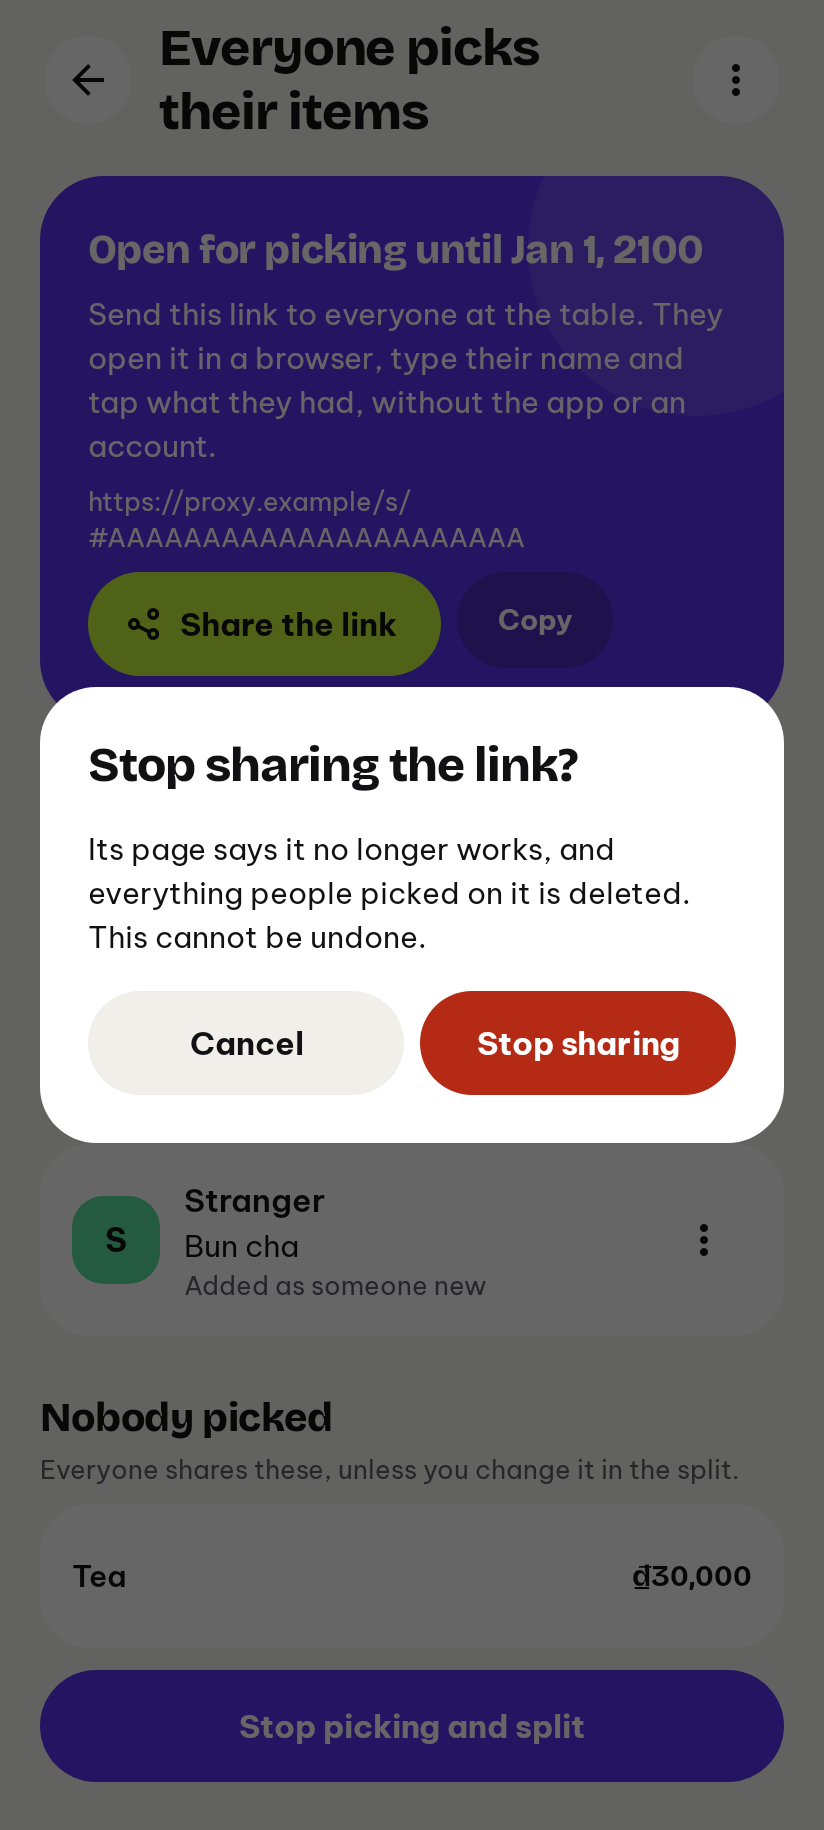 Everyone picks
their items
Open for picking until Jan 1, 2100
Send this link to everyone at the table. They
open it in a browser, type their name and
tap what they had, without the app or an
account.
https://proxy.example/s/
#AAAAAAAAAAAAAAAAAAAAAA
Share the link
Copy
Stop sharing the link?
Its page says it no longer works, and
everything people picked on it is deleted.
This cannot be undone.
Cancel
Stop sharing
S
Stranger
Bun cha
Added as someone new
Nobody picked
Everyone shares these, unless you change it in the split.
Tea
₫30,000
Stop picking and split